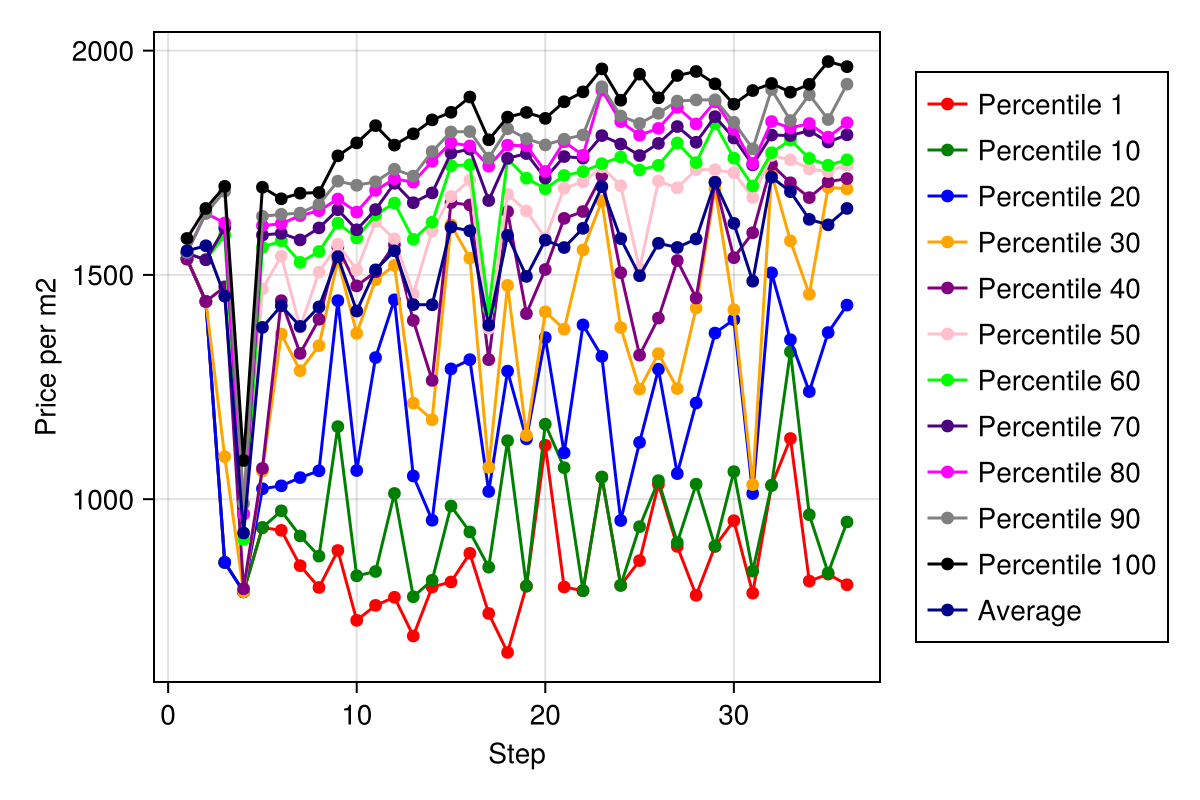 2000
1500
1000
Price per m2
0 10 20 30
Step
Percentile 1
Percentile 10
Percentile 20
Percentile 30
Percentile 40
Percentile 50
Percentile 60
Percentile 70
Percentile 80
Percentile 90
Percentile 100
Average